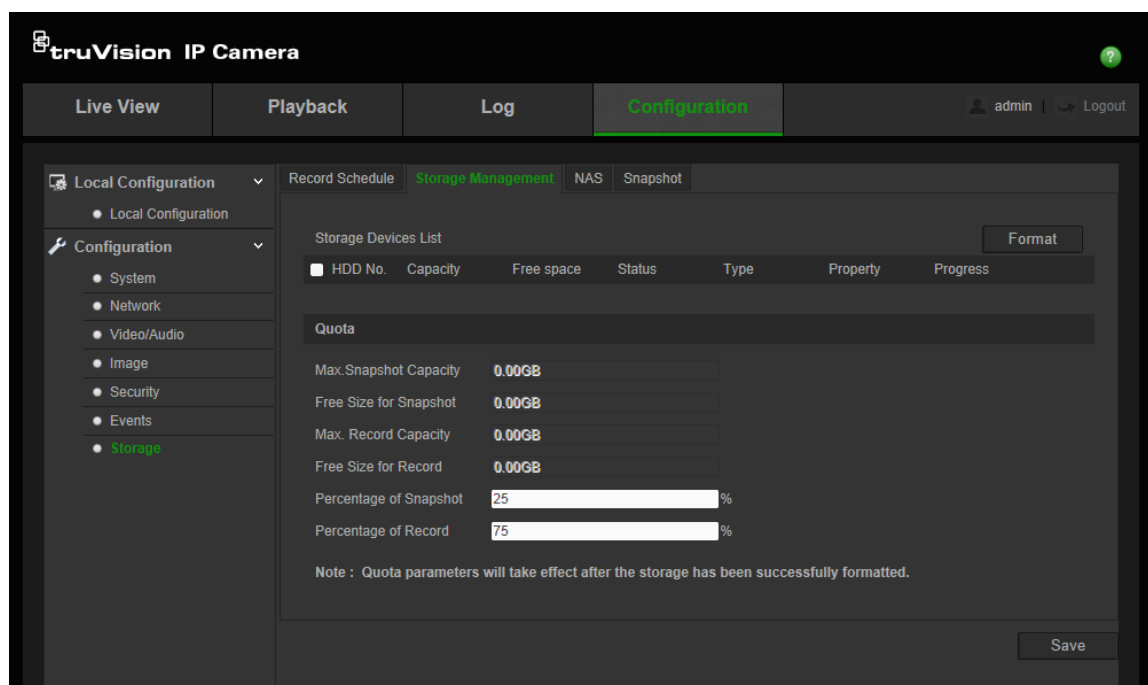 truVision IP Camera
?
Live View Playback Log Configuration admin | Logout
Local Configuration
Local Configuration
Configuration
System
Network
Video/Audio
Image
Security
Events
Storage
Record Schedule Storage Management NAS Snapshot
Storage Devices List Format
HDD No. Capacity Free space Status Type Property Progress
Quota
Max.Snapshot Capacity 0.00GB
Free Size for Snapshot 0.00GB
Max. Record Capacity 0.00GB
Free Size for Record 0.00GB
Percentage of Snapshot 25 %
Percentage of Record 75 %
Note : Quota parameters will take effect after the storage has been successfully formatted.
Save